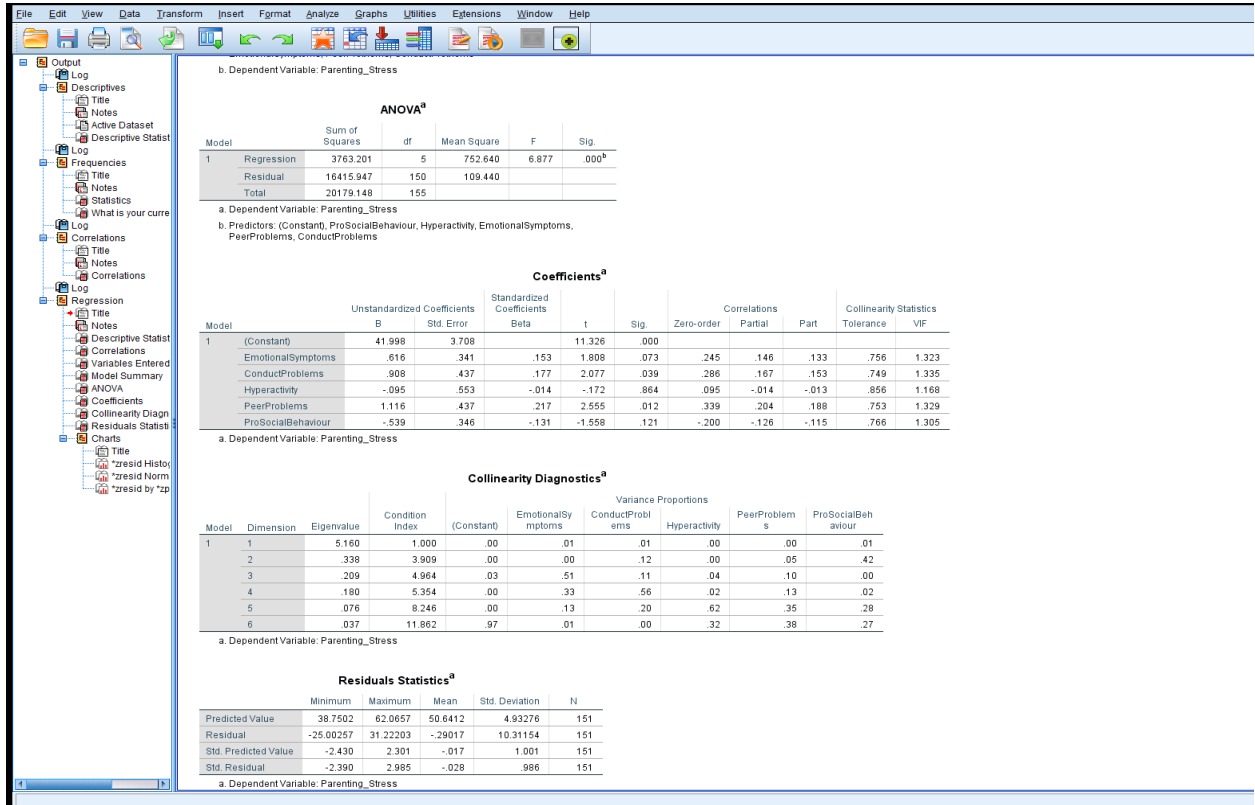 File Edit View Data Transform Insert Format Analyze Graphs Utilities Extensions Window Help
Output
Log
Descriptives
Title
Notes
Active Dataset
Descriptive Statist
Log
Frequencies
Title
Notes
Statistics
What is your curre
Log
Correlations
Title
Notes
Correlations
Log
Regression
Title
Notes
Descriptive Statist
Correlations
Variables Entered
Model Summary
ANOVA
Coefficients
Collinearity Diagn
Residuals Statisti
Charts
Title
*zresid Histog
*zresid Norm
*zresid by *zp
b. Dependent Variable: Parenting_Stress
ANOVAa
Model Sum of Squares df Mean Square F Sig.
1 Regression 3763.201 5 752.640 6.877 .000b
Residual 16415.947 150 109.440
Total 20179.148 155
a. Dependent Variable: Parenting_Stress
b. Predictors: (Constant), ProSocialBehaviour, Hyperactivity, EmotionalSymptoms,
PeerProblems, ConductProblems
Coefficientsa
Unstandardized Coefficients Standardized Coefficients Correlations Collinearity Statistics
Model B Std. Error Beta t Sig. Zero-order Partial Part Tolerance VIF
1 (Constant) 41.998 3.708 11.326 .000
EmotionalSymptoms .616 .341 .153 1.808 .073 .245 .146 .133 .756 1.323
ConductProblems .908 .437 .177 2.077 .039 .286 .167 .153 .749 1.335
Hyperactivity -.095 .553 -.014 -.172 .864 .095 -.014 -.013 .856 1.168
PeerProblems 1.116 .437 .217 2.555 .012 .339 .204 .188 .753 1.329
ProSocialBehaviour -.539 .346 -.131 -1.558 .121 -.200 -.126 -.115 .766 1.305
a. Dependent Variable: Parenting_Stress
Collinearity Diagnosticsa
Variance Proportions
Model Dimension Eigenvalue Condition Index (Constant) EmotionalSymptoms ConductProblems Hyperactivity PeerProblems ProSocialBehaviour
1 1 5.160 1.000 .00 .01 .01 .00 .00 .01
2 .338 3.909 .00 .00 .12 .00 .05 .42
3 .209 4.964 .03 .51 .11 .04 .10 .00
4 .180 5.354 .00 .33 .56 .02 .13 .02
5 .076 8.246 .00 .13 .20 .62 .35 .28
6 .037 11.862 .97 .01 .00 .32 .38 .27
a. Dependent Variable: Parenting_Stress
Residuals Statisticsa
Minimum Maximum Mean Std. Deviation N
Predicted Value 38.7502 62.0657 50.6412 4.93276 151
Residual -25.00257 31.22203 -.29017 10.31154 151
Std. Predicted Value -2.430 2.301 -.017 1.001 151
Std. Residual -2.390 2.985 -.028 .986 151
a. Dependent Variable: Parenting_Stress